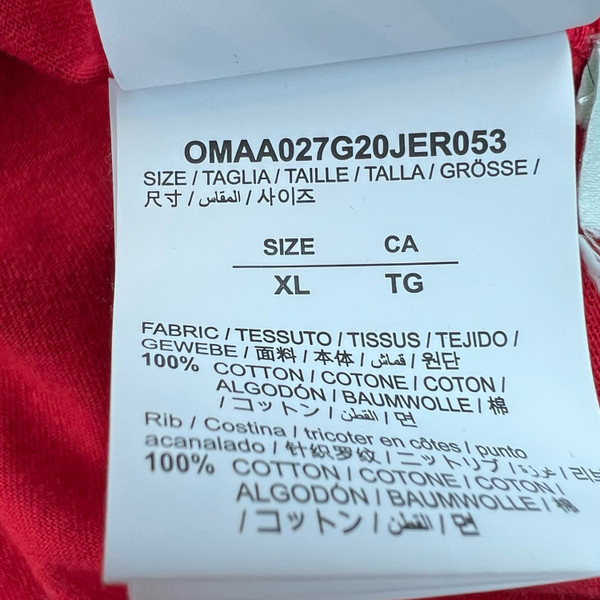 OMAA027G20JER053
SIZE / TAGLIA / TAILLE / TALLA / GRÖSSE /
尺寸 / المقاس / 사이즈
SIZE CA
XL TG
FABRIC / TESSUTO / TISSUS / TEJIDO /
GEWEBE / 面料 / 本体 / قماش / 원단
100% COTTON / COTONE / COTON /
ALGODÓN / BAUMWOLLE / 棉
/ コットン / القطن / 면
Rib / Costina / tricoter en côtes / punto
acanalado / 针织罗纹 / ニットリブ / غرزة / 리브
100% COTTON / COTONE / COTON /
ALGODÓN / BAUMWOLLE / 棉
/ コットン / القطن / 면